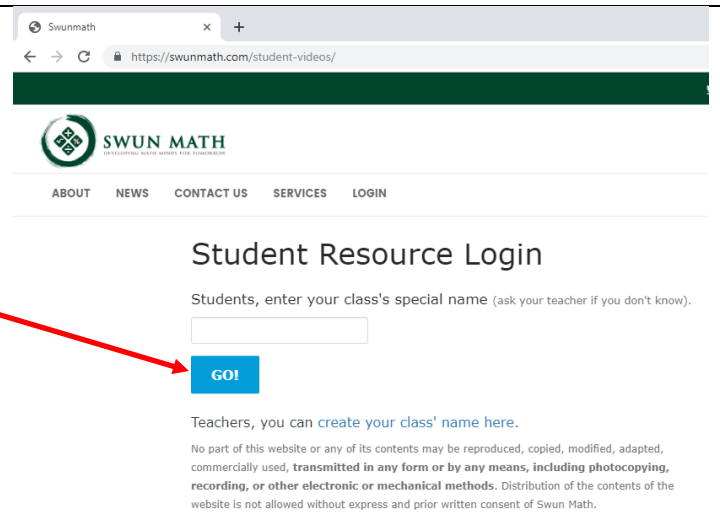 Swunmath
https://swunmath.com/student-videos/
SWUN MATH
DEVELOPING MATH MINDS FOR TOMORROW
ABOUT NEWS CONTACT US SERVICES LOGIN
Student Resource Login
Students, enter your class's special name (ask your teacher if you don't know).
GO!
Teachers, you can create your class' name here.
No part of this website or any of its contents may be reproduced, copied, modified, adapted,
commercially used, transmitted in any form or by any means, including photocopying,
recording, or other electronic or mechanical methods. Distribution of the contents of the
website is not allowed without express and prior written consent of Swun Math.